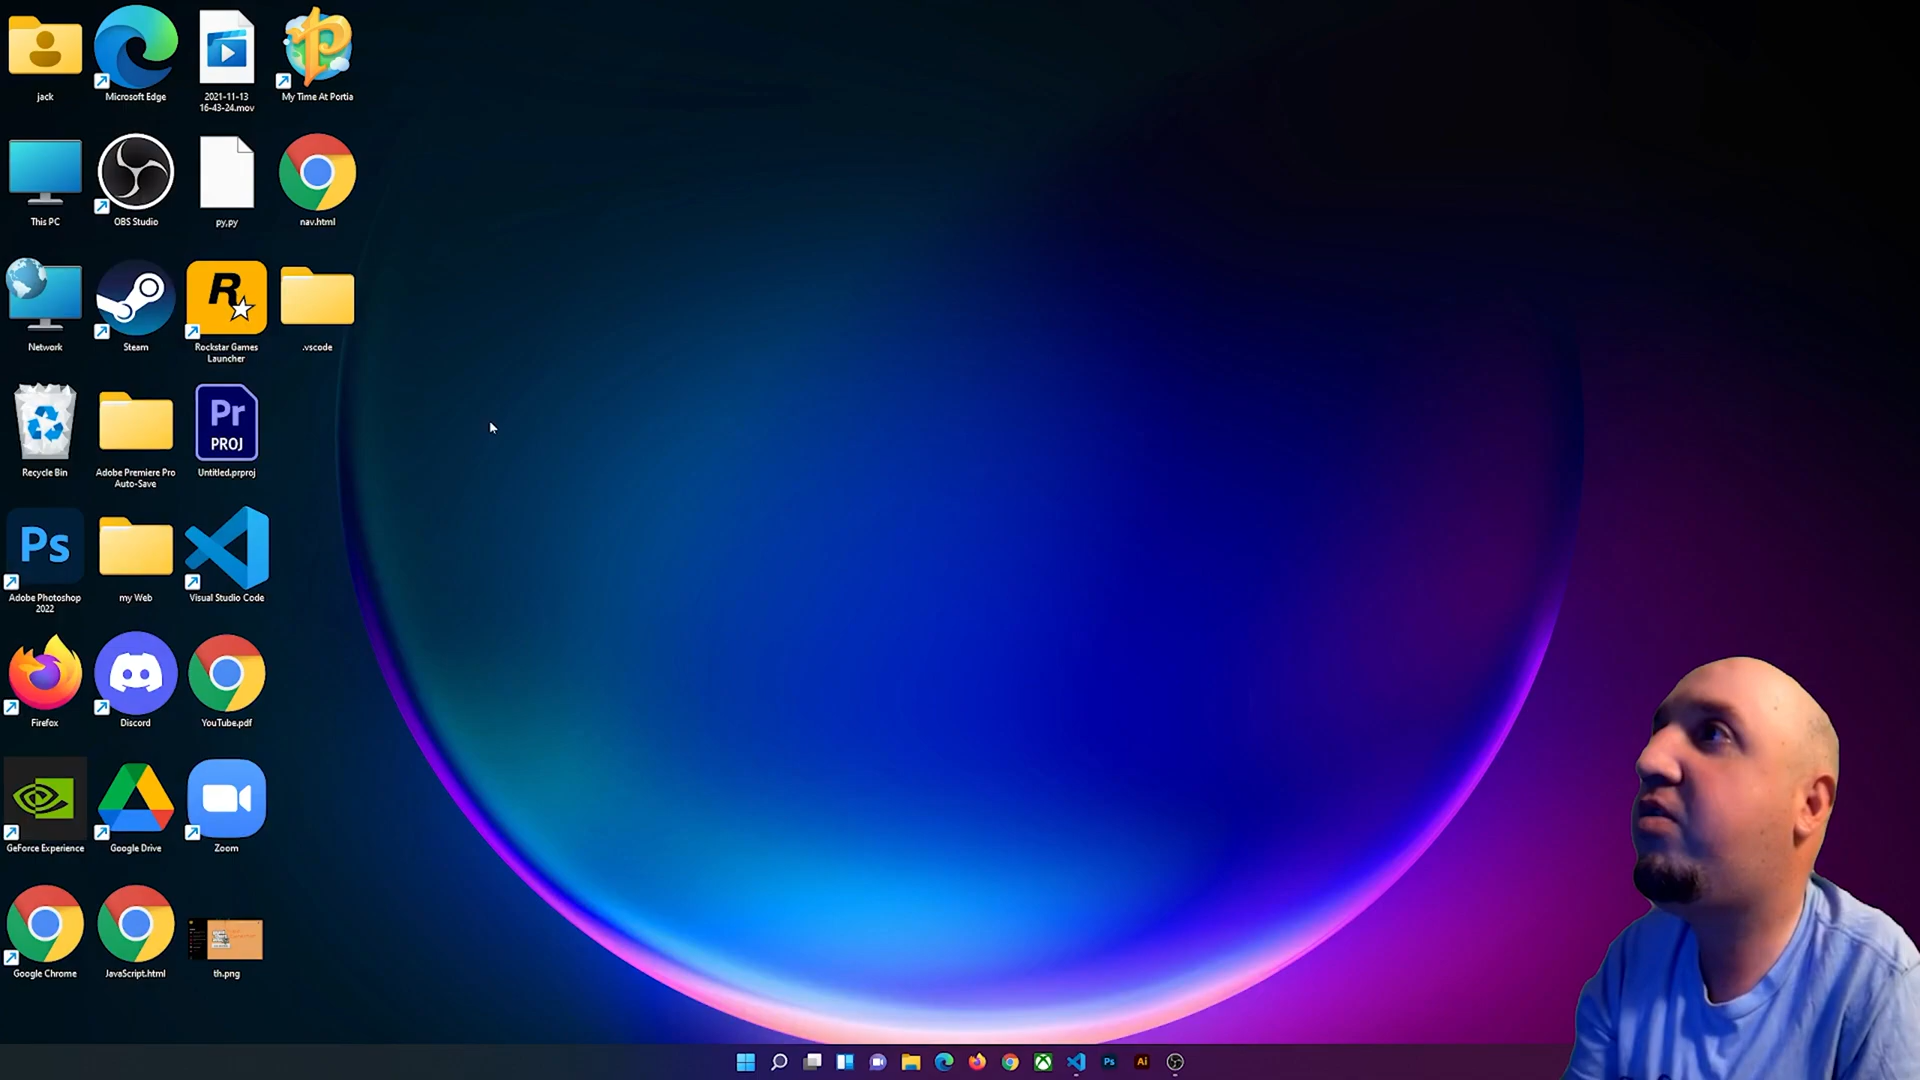 jack
Microsoft Edge
2021-11-13
16-43-24.mov
My Time At Portia
This PC
OBS Studio
py.py
nav.html
Network
Steam
R
Rockstar Games
Launcher
.vscode
Recycle Bin
Adobe Premiere Pro
Auto-Save
Pr
PROJ
Untitled.prproj
Ps
Adobe Photoshop
2022
my Web
Visual Studio Code
Firefox
Discord
YouTube.pdf
GeForce Experience
Google Drive
Zoom
Google Chrome
JavaScript.html
th.png
Ps
Ai